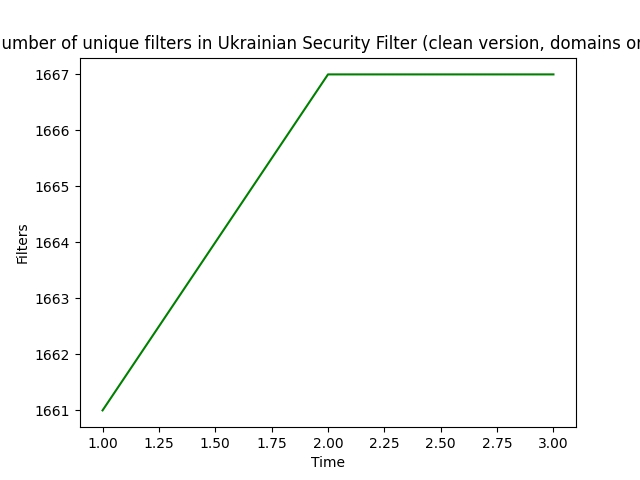 umber of unique filters in Ukrainian Security Filter (clean version, domains or
1667
1666
1665
1664
1663
1662
1661
Filters
1.00 1.25 1.50 1.75 2.00 2.25 2.50 2.75 3.00
Time